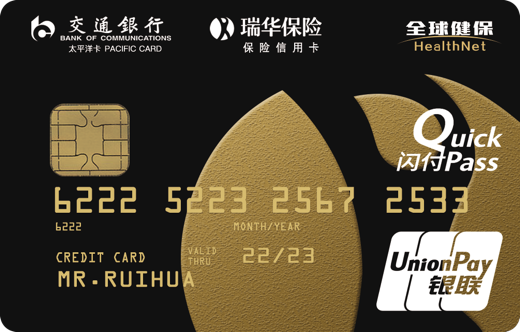 交通銀行
BANK OF COMMUNICATIONS
太平洋卡 PACIFIC CARD
瑞华保险
保险信用卡
全球健保
HealthNet
Quick
闪付Pass
6222 5223 2567 2533
6222
MONTH/YEAR
CREDIT CARD
VALID
THRU
22/23
MR.RUIHUA
UnionPay
银联